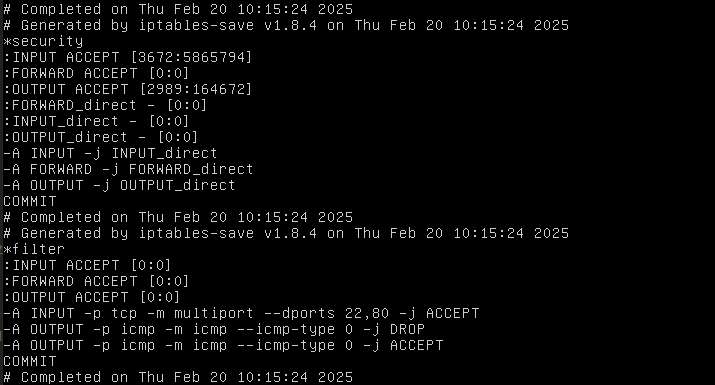 # Completed on Thu Feb 20 10:15:24 2025
# Generated by iptables-save v1.8.4 on Thu Feb 20 10:15:24 2025
*security
:INPUT ACCEPT [3672:5865794]
:FORWARD ACCEPT [0:0]
:OUTPUT ACCEPT [2989:164672]
:FORWARD_direct - [0:0]
:INPUT_direct - [0:0]
:OUTPUT_direct - [0:0]
-A INPUT -j INPUT_direct
-A FORWARD -j FORWARD_direct
-A OUTPUT -j OUTPUT_direct
COMMIT
# Completed on Thu Feb 20 10:15:24 2025
# Generated by iptables-save v1.8.4 on Thu Feb 20 10:15:24 2025
*filter
:INPUT ACCEPT [0:0]
:FORWARD ACCEPT [0:0]
:OUTPUT ACCEPT [0:0]
-A INPUT -p tcp -m multiport --dports 22,80 -j ACCEPT
-A OUTPUT -p icmp -m icmp --icmp-type 0 -j DROP
-A OUTPUT -p icmp -m icmp --icmp-type 0 -j ACCEPT
COMMIT
# Completed on Thu Feb 20 10:15:24 2025